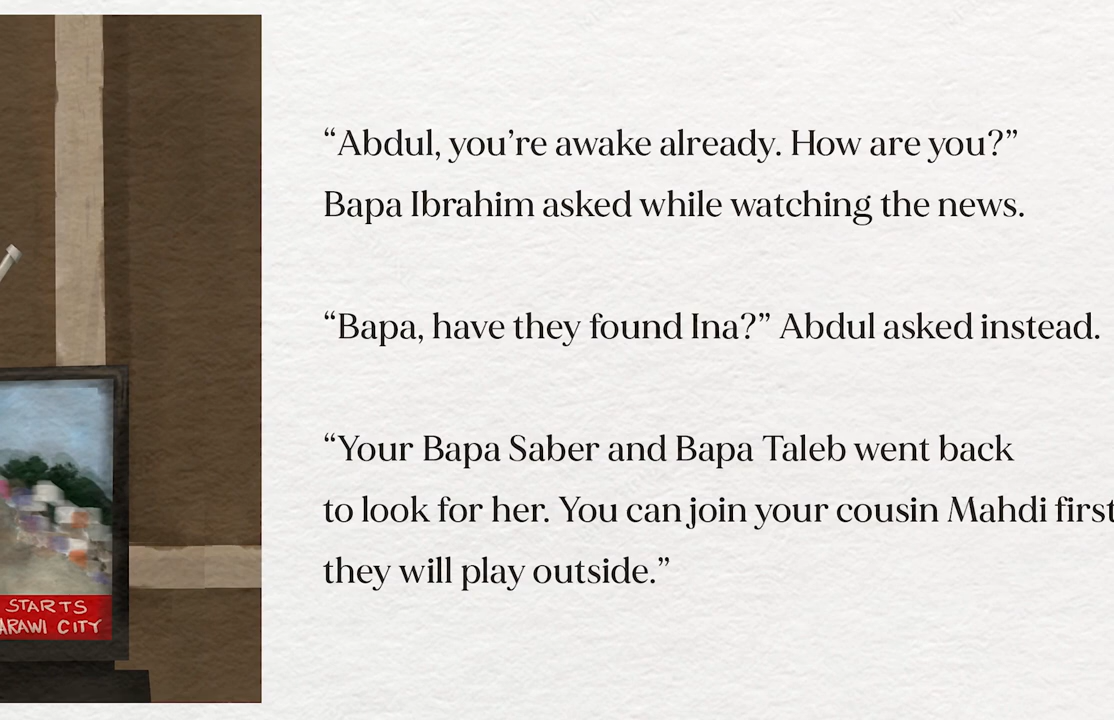 “Abdul, you’re awake already. How are you?”
Bapa Ibrahim asked while watching the news.
“Bapa, have they found Ina?” Abdul asked instead.
“Your Bapa Saber and Bapa Taleb went back
to look for her. You can join your cousin Mahdi first
they will play outside.”
STARTS
ARAWI CITY